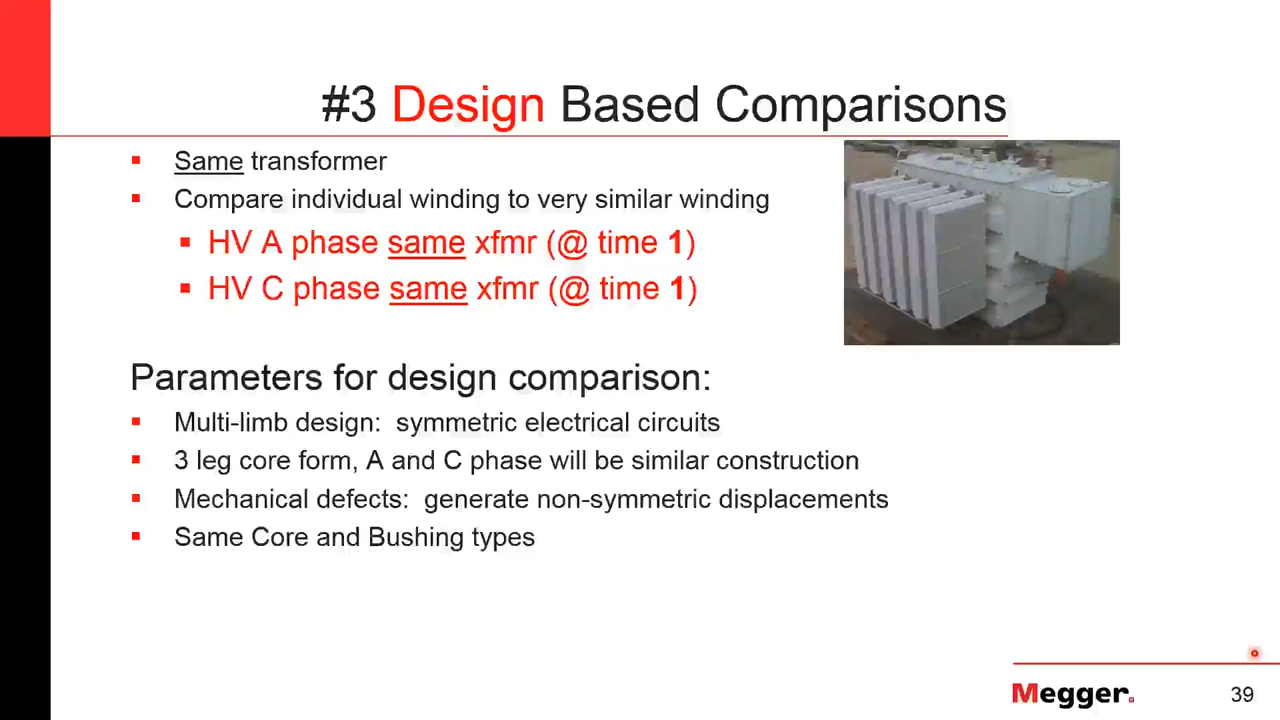 #3 Design Based Comparisons
Same transformer
Compare individual winding to very similar winding
HV A phase same xfmr (@ time 1)
HV C phase same xfmr (@ time 1)
Parameters for design comparison:
Multi-limb design: symmetric electrical circuits
3 leg core form, A and C phase will be similar construction
Mechanical defects: generate non-symmetric displacements
Same Core and Bushing types
Megger.
39